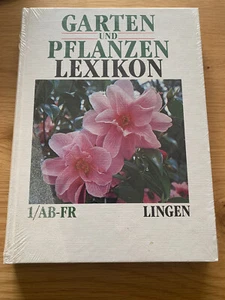 GARTEN
UND
PFLANZEN
LEXIKON
1/AB-FR LINGEN